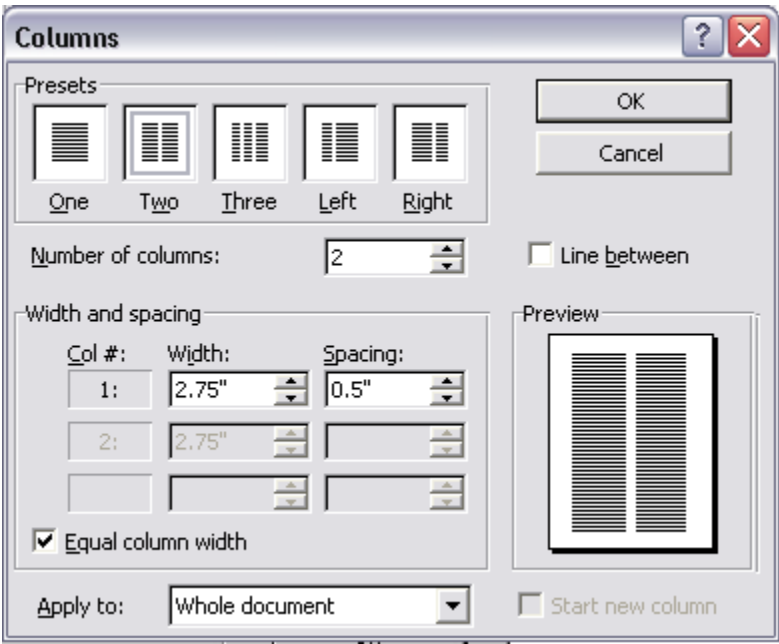 Columns
Presets
One Two Three Left Right
OK
Cancel
Number of columns: 2
Line between
Width and spacing
Col #: Width: Spacing:
1: 2.75" 0.5"
2: 2.75"
Equal column width
Preview
Apply to: Whole document
Start new column